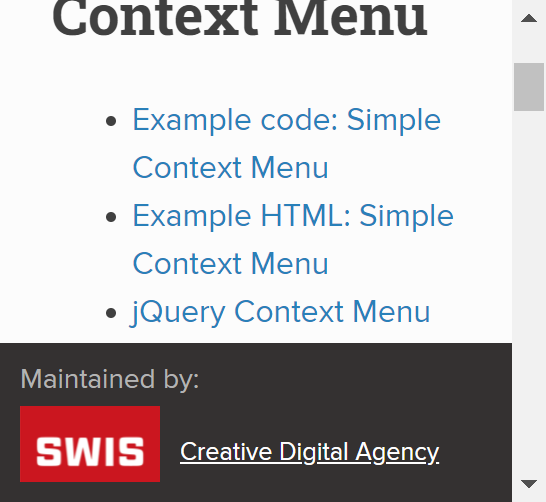 Context Menu
Example code: Simple
Context Menu
Example HTML: Simple
Context Menu
jQuery Context Menu
Maintained by:
SWIS
Creative Digital Agency